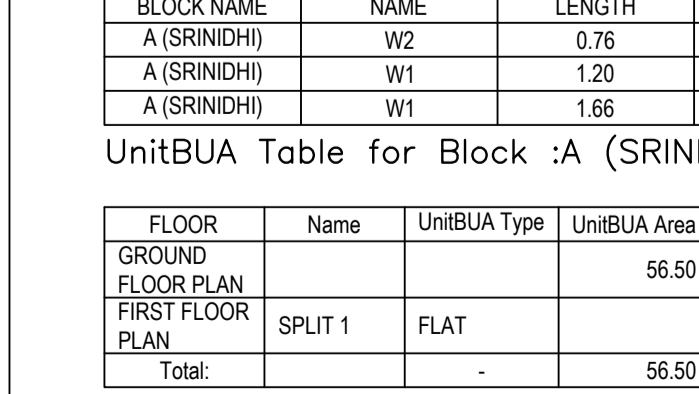 BLOCK NAME NAME LENGTH
A (SRINIDHI) W2 0.76
A (SRINIDHI) W1 1.20
A (SRINIDHI) W1 1.66
UnitBUA Table for Block :A (SRINI
FLOOR Name UnitBUA Type UnitBUA Area
GROUND
FLOOR PLAN 56.50
FIRST FLOOR
PLAN SPLIT 1 FLAT
Total: - 56.50